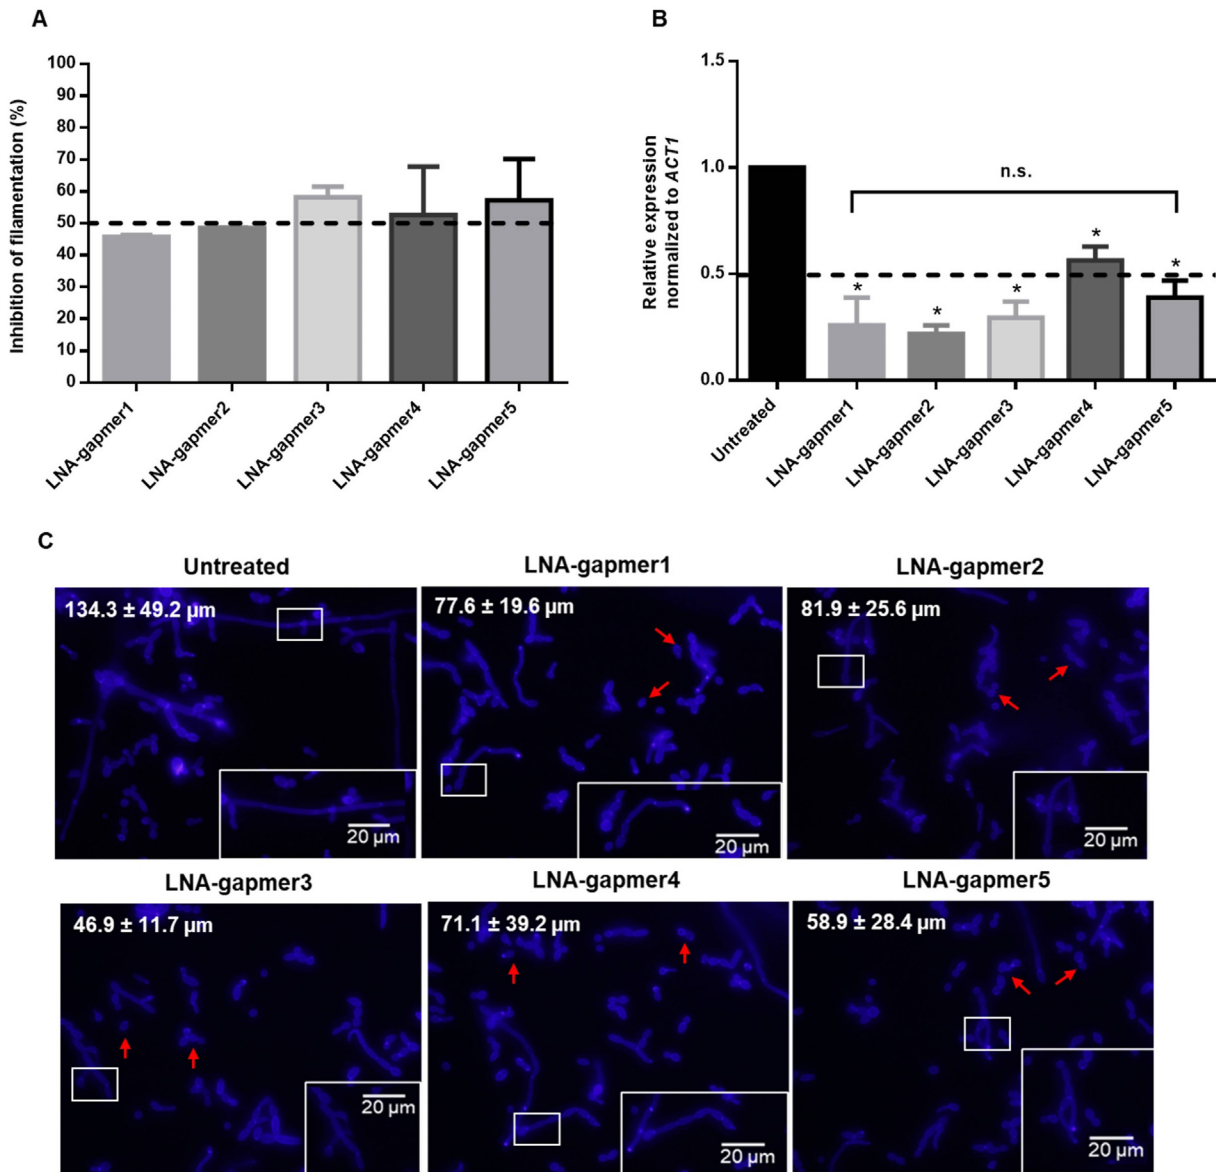 A
Inhibition of filamentation (%)
100
90
80
70
60
50
40
30
20
10
0
LNA-gapmer1
LNA-gapmer2
LNA-gapmer3
LNA-gapmer4
LNA-gapmer5
B
Relative expression
normalized to ACT1
1.5
1.0
0.5
0.0
n.s.
*
*
*
*
*
Untreated
LNA-gapmer1
LNA-gapmer2
LNA-gapmer3
LNA-gapmer4
LNA-gapmer5
C
Untreated
134.3 ± 49.2 µm
20 µm
LNA-gapmer1
77.6 ± 19.6 µm
20 µm
LNA-gapmer2
81.9 ± 25.6 µm
20 µm
LNA-gapmer3
46.9 ± 11.7 µm
20 µm
LNA-gapmer4
71.1 ± 39.2 µm
20 µm
LNA-gapmer5
58.9 ± 28.4 µm
20 µm